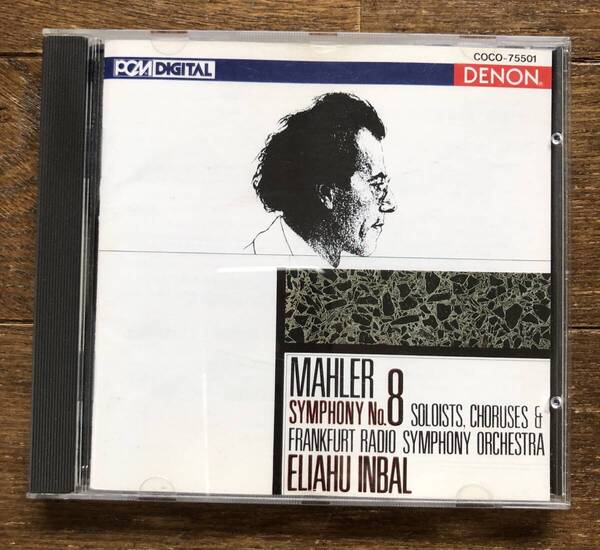 COCO-75501
PCM DIGITAL
DENON
MAHLER
SYMPHONY No. 8 SOLOISTS, CHORUSES &
FRANKFURT RADIO SYMPHONY ORCHESTRA
ELIAHU INBAL